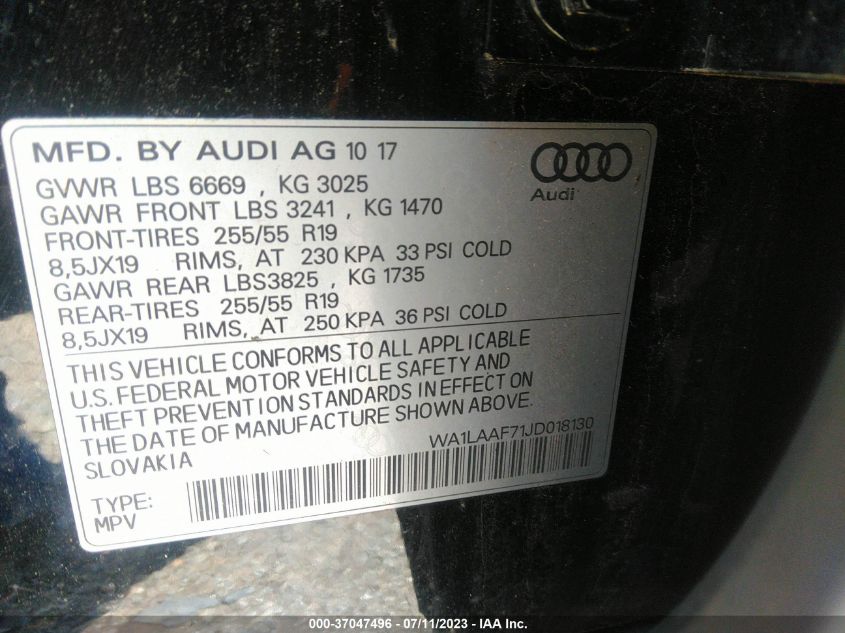 MFD. BY AUDI AG 10 17
Audi
GVWR LBS 6669 , KG 3025
GAWR FRONT LBS 3241 , KG 1470
FRONT-TIRES 255/55 R19
8,5JX19 RIMS, AT 230 KPA 33 PSI COLD
GAWR REAR LBS3825 , KG 1735
REAR-TIRES 255/55 R19
8,5JX19 RIMS, AT 250 KPA 36 PSI COLD
THIS VEHICLE CONFORMS TO ALL APPLICABLE
U.S. FEDERAL MOTOR VEHICLE SAFETY AND
THEFT PREVENTION STANDARDS IN EFFECT ON
THE DATE OF MANUFACTURE SHOWN ABOVE.
SLOVAKIA
WA1LAAF71JD018130
TYPE:
MPV
000-37047496 - 07/11/2023 - IAA Inc.